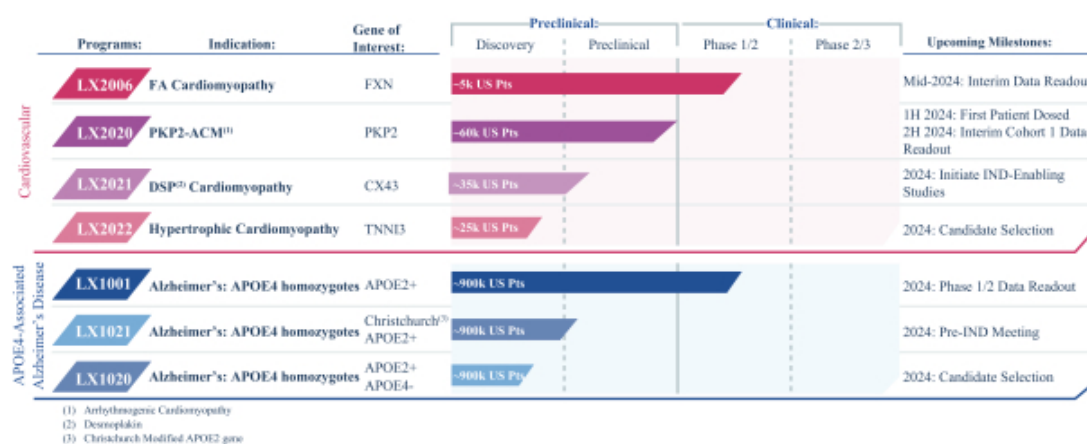 Preclinical: Clinical:
Programs: Indication: Gene of Interest: Discovery Preclinical Phase 1/2 Phase 2/3 Upcoming Milestones:
Cardiovascular
LX2006 FA Cardiomyopathy FXN ~5k US Pts Mid-2024: Interim Data Readou
LX2020 PKP2-ACM(1) PKP2 ~60k US Pts 1H 2024: First Patient Dosed
2H 2024: Interim Cohort 1 Data
Readout
LX2021 DSP(2) Cardiomyopathy CX43 ~35k US Pts 2024: Initiate IND-Enabling
Studies
LX2022 Hypertrophic Cardiomyopathy TNNI3 ~25k US Pts 2024: Candidate Selection
APOE4-Associated
Alzheimer's Disease
LX1001 Alzheimer's: APOE4 homozygotes APOE2+ ~900k US Pts 2024: Phase 1/2 Data Readout
LX1021 Alzheimer's: APOE4 homozygotes Christchurch(3)
APOE2+ ~900k US Pts 2024: Pre-IND Meeting
LX1020 Alzheimer's: APOE4 homozygotes APOE2+
APOE4- ~900k US Pts 2024: Candidate Selection
(1) Arrhythmogenic Cardiomyopathy
(2) Desmoplakin
(3) Christchurch Modified APOE2 gene